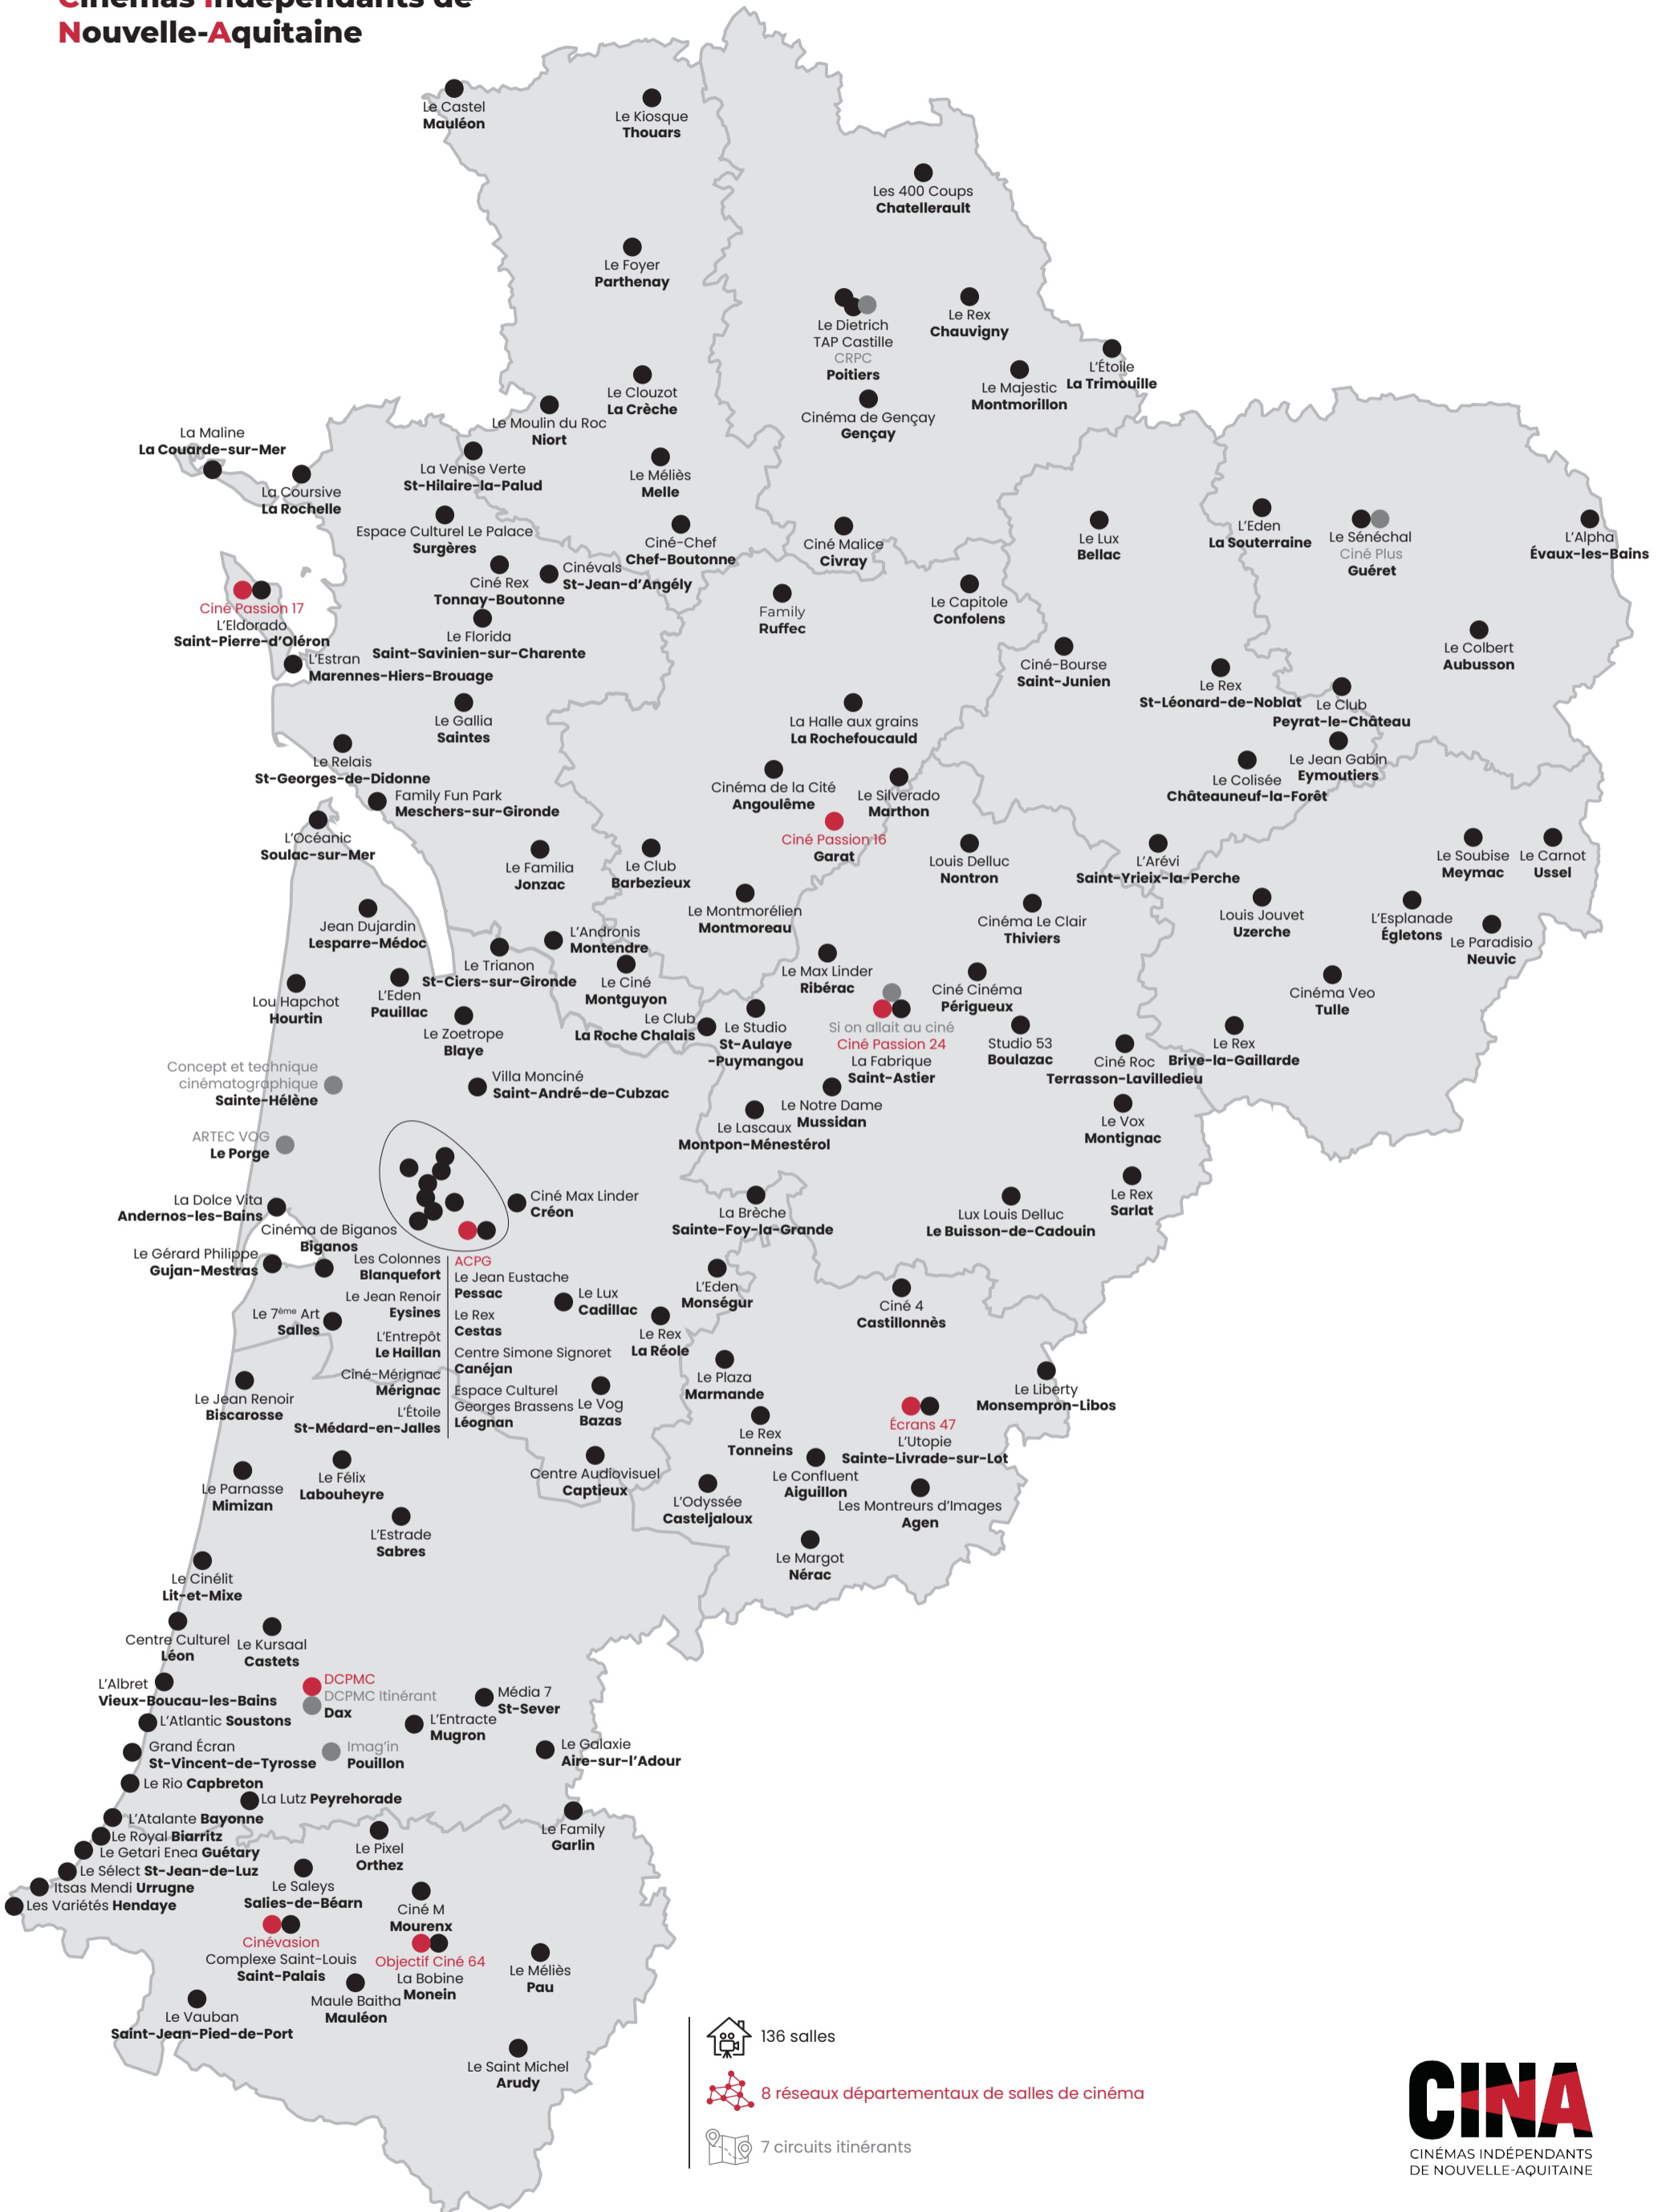 Cinémas Indépendants de
Nouvelle-Aquitaine
Le Castel
Mauléon
Le Kiosque
Thouars
Les 400 Coups
Chatellerault
Le Foyer
Parthenay
Le Dietrich
TAP Castille
CRPC
Poitiers
Le Rex
Chauvigny
L'Étoile
La Trimouille
Le Majestic
Montmorillon
Le Clouzot
La Crèche
Cinéma de Gençay
Gençay
Le Moulin du Roc
Niort
La Maline
La Couarde-sur-Mer
La Coursive
La Rochelle
La Venise Verte
St-Hilaire-la-Palud
Le Méliès
Melle
Espace Culturel Le Palace
Surgères
Ciné-Chef
Chef-Boutonne
Ciné Malice
Civray
Le Lux
Bellac
L'Eden
La Souterraine
Le Sénéchal
Ciné Plus
Guéret
L'Alpha
Évaux-les-Bains
Ciné Rex
Tonnay-Boutonne
Cinévals
St-Jean-d'Angély
Ciné Passion 17
L'Eldorado
Saint-Pierre-d'Oléron
Le Florida
Saint-Savinien-sur-Charente
Family
Ruffec
Le Capitole
Confolens
L'Estran
Marennes-Hiers-Brouage
Ciné-Bourse
Saint-Junien
Le Colbert
Aubusson
Le Rex
St-Léonard-de-Noblat
Le Club
Peyrat-le-Château
Le Gallia
Saintes
La Halle aux grains
La Rochefoucauld
Le Relais
St-Georges-de-Didonne
Le Jean Gabin
Eymoutiers
Le Colisée
Châteauneuf-la-Forêt
Cinéma de la Cité
Angoulême
Le Silverado
Marthon
Family Fun Park
Meschers-sur-Gironde
Ciné Passion 16
Garat
L'Océanic
Soulac-sur-Mer
Le Familia
Jonzac
Le Club
Barbezieux
Louis Delluc
Nontron
L'Arévi
Saint-Yrieix-la-Perche
Le Soubise
Meymac
Le Carnot
Ussel
Le Montmorélien
Montmoreau
Cinéma Le Clair
Thiviers
Louis Jouvet
Uzerche
L'Esplanade
Égletons
Le Paradisio
Neuvic
Jean Dujardin
Lesparre-Médoc
L'Andronis
Montendre
Le Trianon
St-Ciers-sur-Gironde
Le Ciné
Montguyon
Le Max Linder
Ribérac
Ciné Cinéma
Périgueux
Cinéma Veo
Tulle
Lou Hapchot
Hourtin
L'Eden
Pauillac
Le Zoetrope
Blaye
Le Club
La Roche Chalais
Le Studio
St-Aulaye
-Puymangou
Si on allait au ciné
Ciné Passion 24
La Fabrique
Saint-Astier
Studio 53
Boulazac
Ciné Roc
Terrasson-Lavilledieu
Le Rex
Brive-la-Gaillarde
Concept et technique
cinématographique
Sainte-Hélène
Villa Monciné
Saint-André-de-Cubzac
Le Notre Dame
Mussidan
Le Lascaux
Montpon-Ménestérol
Le Vox
Montignac
ARTEC VOG
Le Porge
Le Rex
Sarlat
La Dolce Vita
Andernos-les-Bains
Ciné Max Linder
Créon
La Brèche
Sainte-Foy-la-Grande
Lux Louis Delluc
Le Buisson-de-Cadouin
Cinéma de Biganos
Biganos
Le Gérard Philippe
Gujan-Mestras
Les Colonnes
Blanquefort
Le Jean Renoir
Eysines
L'Entrepôt
Le Haillan
Ciné-Mérignac
Mérignac
L'Étoile
St-Médard-en-Jalles
ACPG
Le Jean Eustache
Pessac
Le Rex
Cestas
Centre Simone Signoret
Canéjan
Espace Culturel
Georges Brassens
Léognan
Le Lux
Cadillac
L'Eden
Monségur
Ciné 4
Castillonnès
Le 7ème Art
Salles
Le Rex
La Réole
Le Plaza
Marmande
Le Liberty
Monsempron-Libos
Le Jean Renoir
Biscarosse
Le Vog
Bazas
Le Rex
Tonneins
Écrans 47
L'Utopie
Sainte-Livrade-sur-Lot
Le Parnasse
Mimizan
Le Félix
Labouheyre
Centre Audiovisuel
Captieux
Le Confluent
Aiguillon
L'Odyssée
Casteljaloux
Les Montreurs d'Images
Agen
L'Estrade
Sabres
Le Margot
Nérac
Le Cinélit
Lit-et-Mixe
Centre Culturel
Léon
Le Kursaal
Castets
L'Albret
Vieux-Boucau-les-Bains
DCPMC
DCPMC Itinérant
Dax
Média 7
St-Sever
L'Atlantic Soustons
L'Entracte
Mugron
Grand Écran
St-Vincent-de-Tyrosse
Imag'in
Pouillon
Le Galaxie
Aire-sur-l'Adour
Le Rio Capbreton
La Lutz Peyrehorade
L'Atalante Bayonne
Le Royal Biarritz
Le Getari Enea Guétary
Le Sélect St-Jean-de-Luz
Itsas Mendi Urrugne
Les Variétés Hendaye
Le Family
Garlin
Le Pixel
Orthez
Le Saleys
Salies-de-Béarn
Ciné M
Mourenx
Cinévasion
Complexe Saint-Louis
Saint-Palais
Objectif Ciné 64
La Bobine
Monein
Le Méliès
Pau
Maule Baitha
Mauléon
Le Vauban
Saint-Jean-Pied-de-Port
Le Saint Michel
Arudy
136 salles
8 réseaux départementaux de salles de cinéma
7 circuits itinérants
CINA
CINÉMAS INDÉPENDANTS
DE NOUVELLE-AQUITAINE